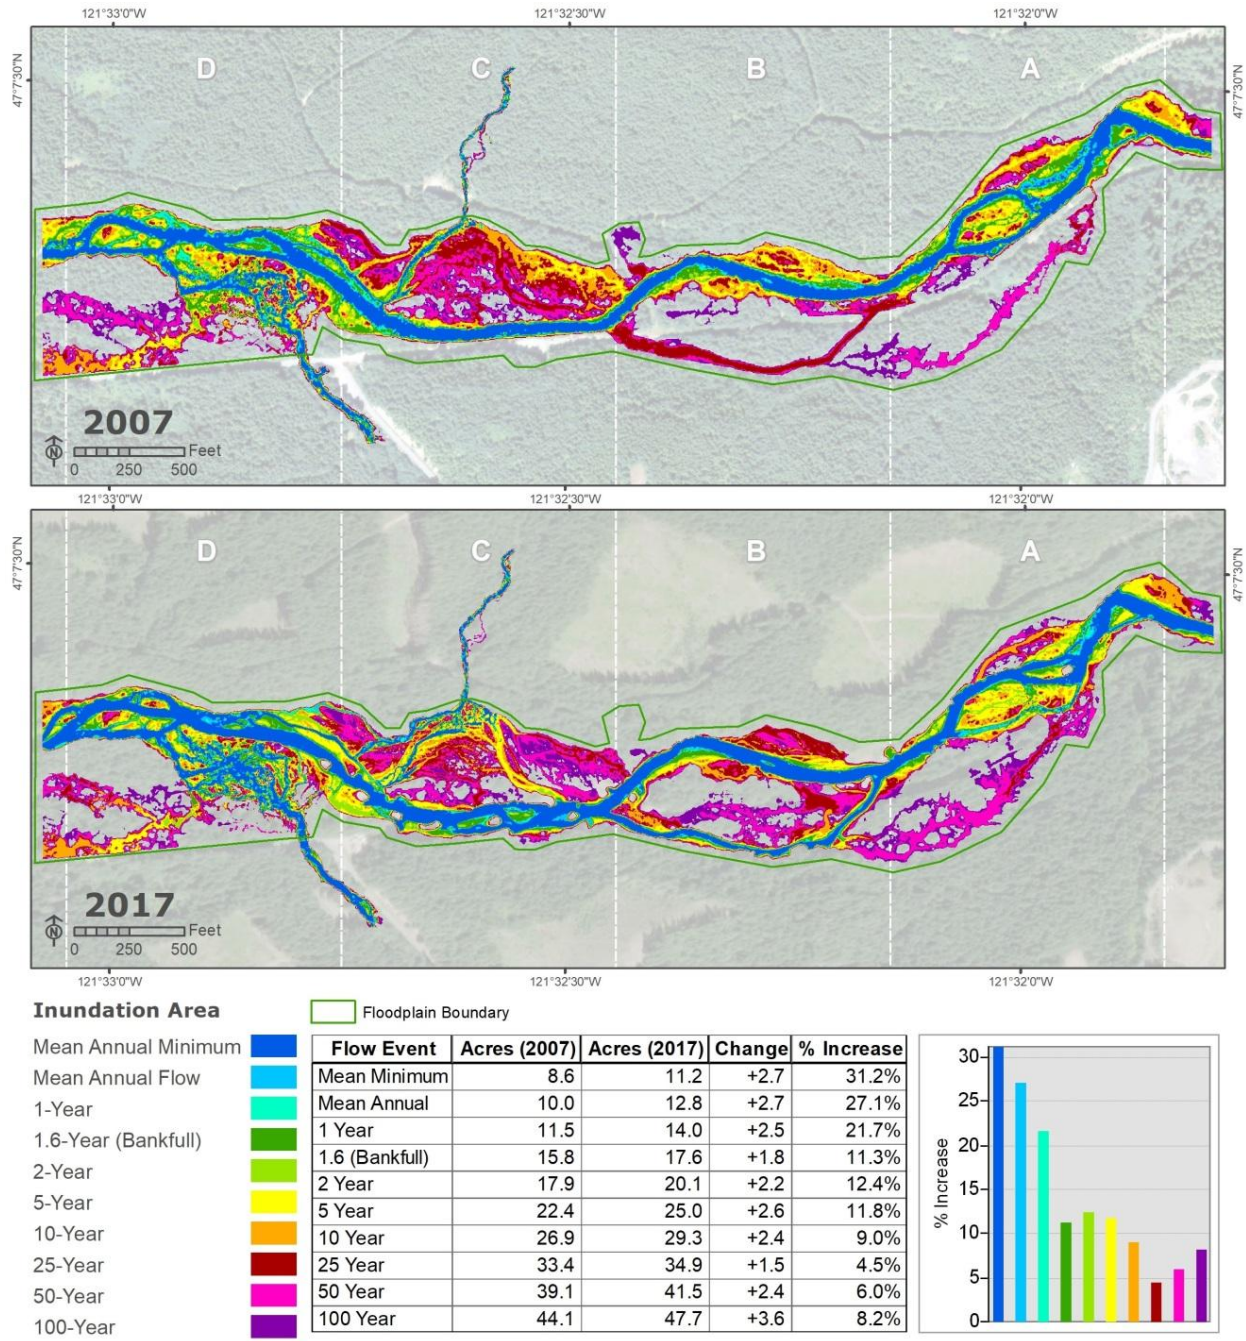 121°33'0"W 121°32'30"W 121°32'0"W
47°7'30"N 47°7'30"N
D C B A
2007
N
Feet
0 250 500
121°33'0"W 121°32'30"W 121°32'0"W
47°7'30"N 47°7'30"N
D C B A
2017
N
Feet
0 250 500
121°33'0"W 121°32'30"W 121°32'0"W
Inundation Area
Mean Annual Minimum
Mean Annual Flow
1-Year
1.6-Year (Bankfull)
2-Year
5-Year
10-Year
25-Year
50-Year
100-Year
Floodplain Boundary
Flow Event Acres (2007) Acres (2017) Change % Increase
Mean Minimum 8.6 11.2 +2.7 31.2%
Mean Annual 10.0 12.8 +2.7 27.1%
1 Year 11.5 14.0 +2.5 21.7%
1.6 (Bankfull) 15.8 17.6 +1.8 11.3%
2 Year 17.9 20.1 +2.2 12.4%
5 Year 22.4 25.0 +2.6 11.8%
10 Year 26.9 29.3 +2.4 9.0%
25 Year 33.4 34.9 +1.5 4.5%
50 Year 39.1 41.5 +2.4 6.0%
100 Year 44.1 47.7 +3.6 8.2%
% Increase
30
25
20
15
10
5
0